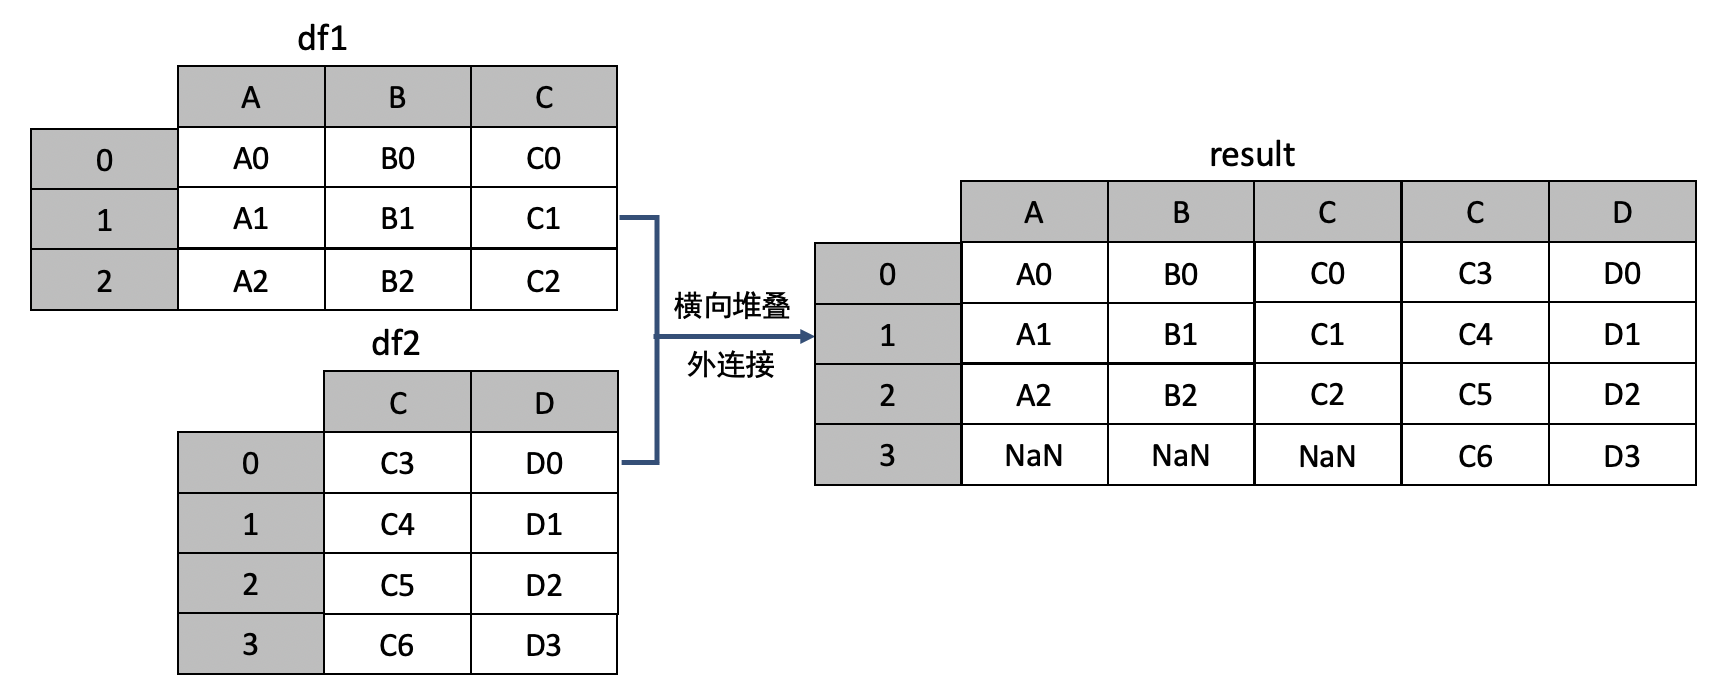 df1
A B C
0 A0 B0 C0
1 A1 B1 C1
2 A2 B2 C2
df2
C D
0 C3 D0
1 C4 D1
2 C5 D2
3 C6 D3
横向堆叠
外连接
result
A B C C D
0 A0 B0 C0 C3 D0
1 A1 B1 C1 C4 D1
2 A2 B2 C2 C5 D2
3 NaN NaN NaN C6 D3